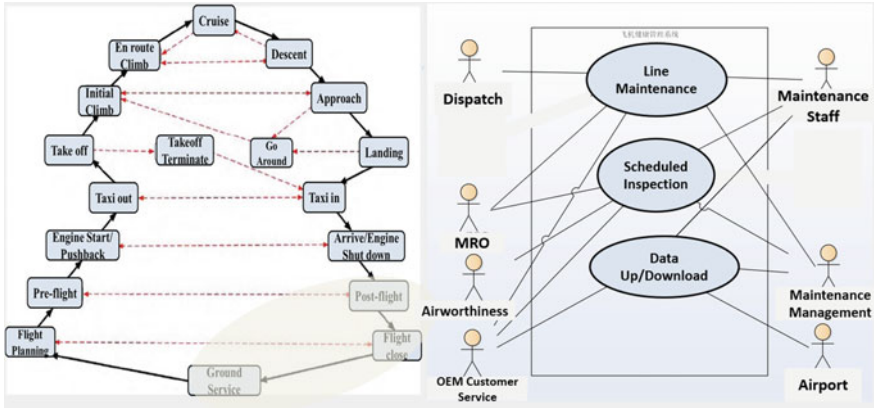 Cruise
En route
Climb
Descent
Initial
Climb
Approach
Take off
Takeoff
Terminate
Go
Around
Landing
Taxi out
Taxi in
Engine Start/
Pushback
Arrive/Engine
Shut down
Pre-flight
Post-flight
Flight
Planning
Flight
close
Ground
Service
Dispatch
Line
Maintenance
Maintenance
Staff
Scheduled
Inspection
MRO
Data
Up/Download
Airworthiness
Maintenance
Management
OEM Customer
Service
Airport